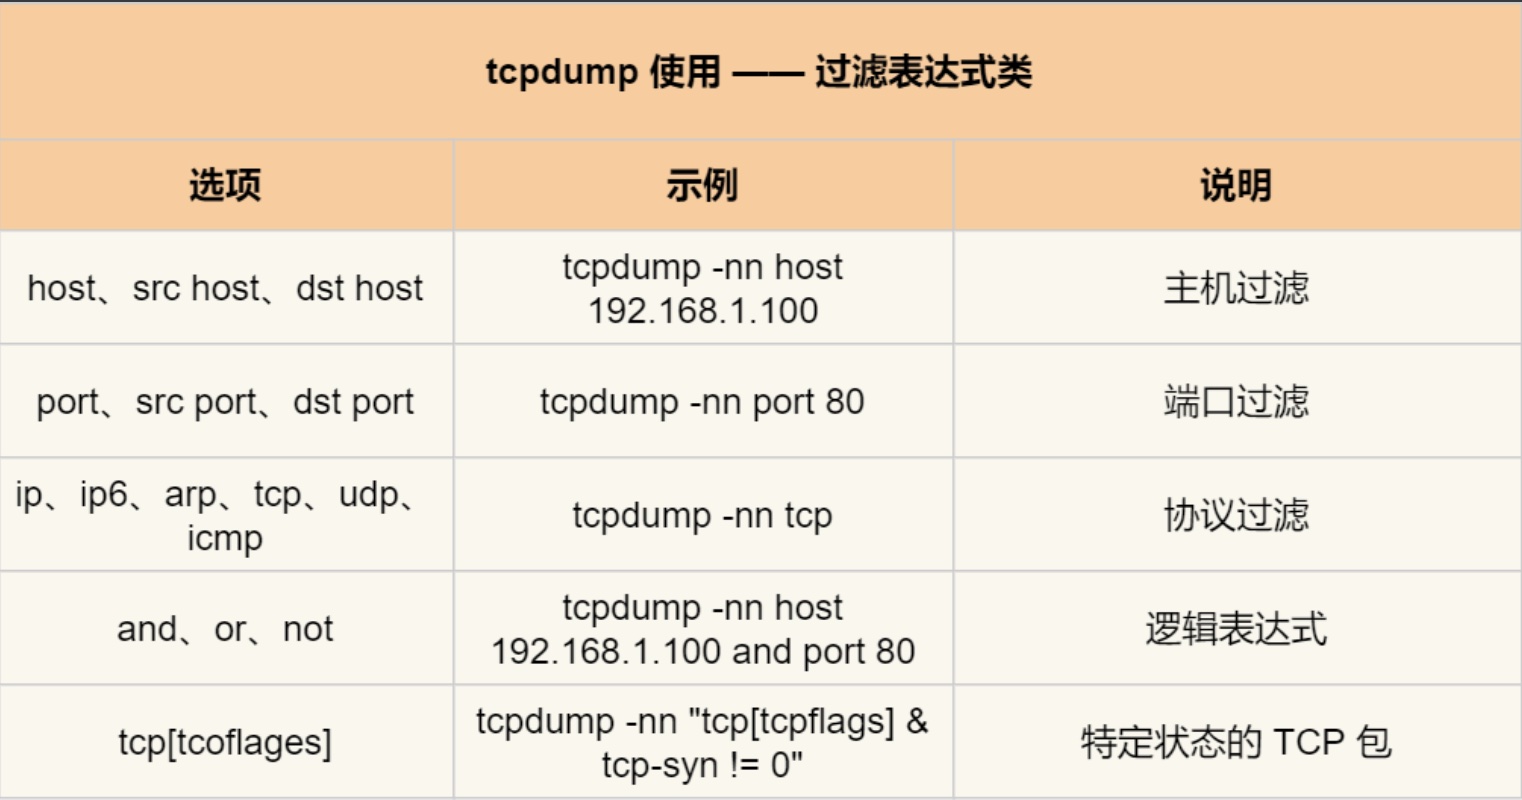 tcpdump 使用 —— 过滤表达式类
选项
示例
说明
host、src host、dst host
tcpdump -nn host
192.168.1.100
主机过滤
port、src port、dst port
tcpdump -nn port 80
端口过滤
ip、ip6、arp、tcp、udp、
icmp
tcpdump -nn tcp
协议过滤
and、or、not
tcpdump -nn host
192.168.1.100 and port 80
逻辑表达式
tcp[tcoflages]
tcpdump -nn "tcp[tcpflags] &
tcp-syn != 0"
特定状态的 TCP 包